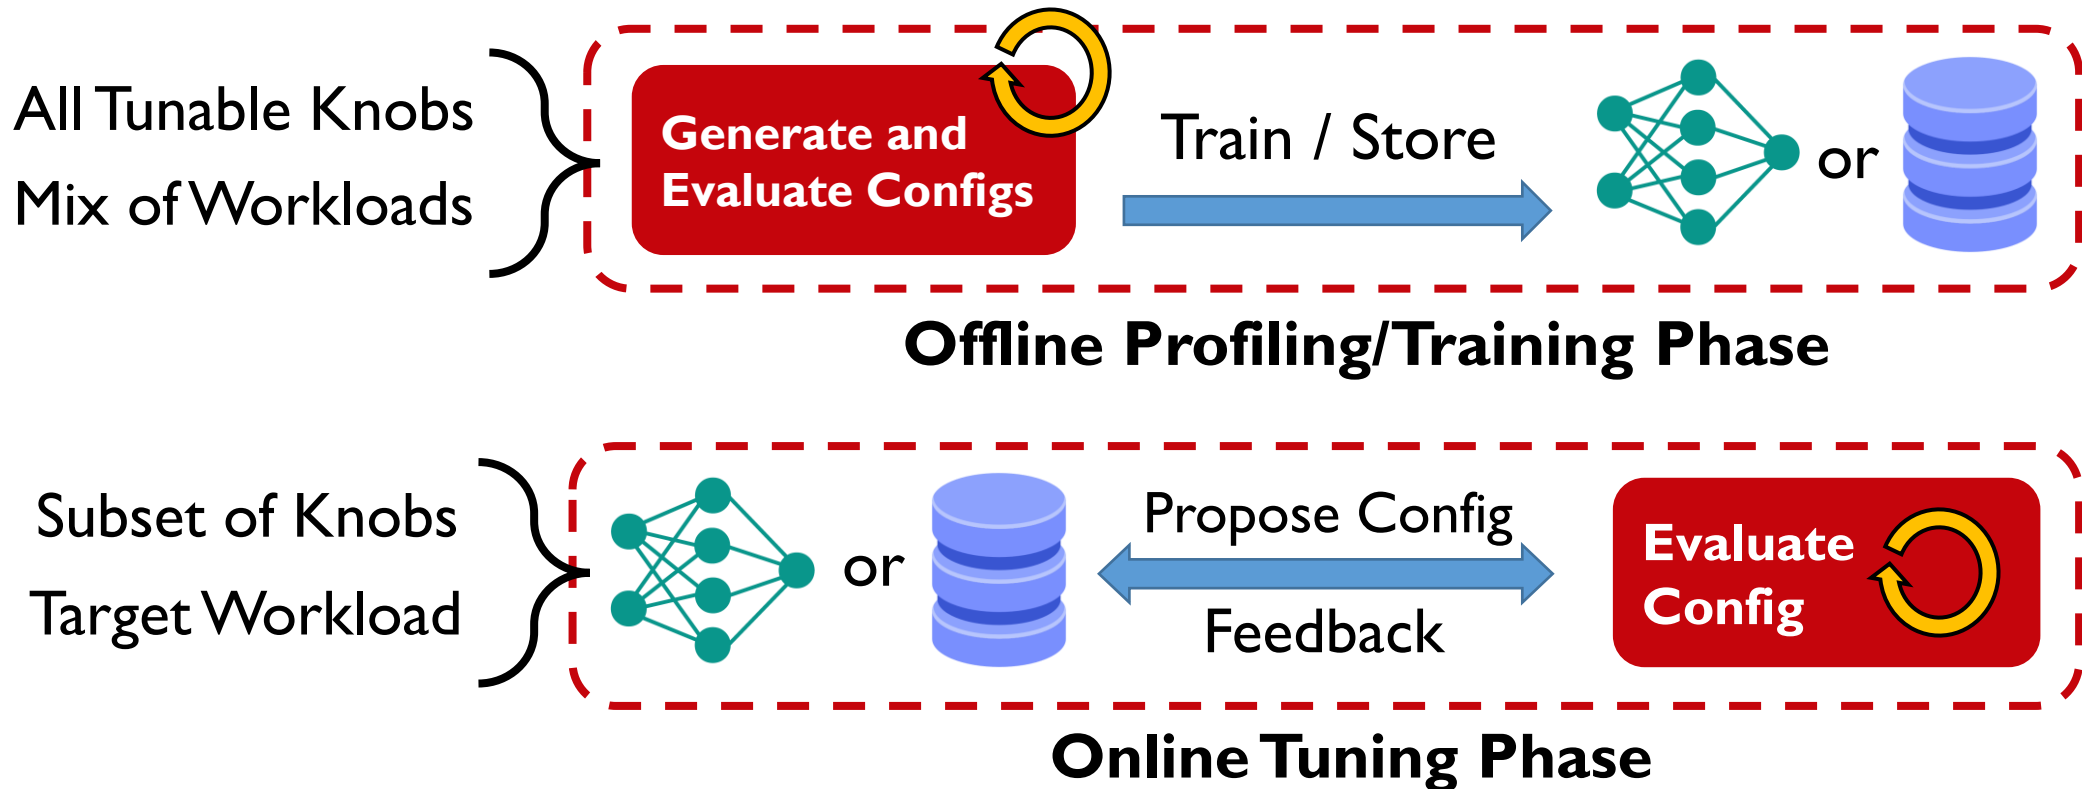 All Tunable Knobs
Mix of Workloads
Generate and
Evaluate Configs
Train / Store
or
Offline Profiling/Training Phase
Subset of Knobs
Target Workload
or
Propose Config
Feedback
Evaluate
Config
Online Tuning Phase